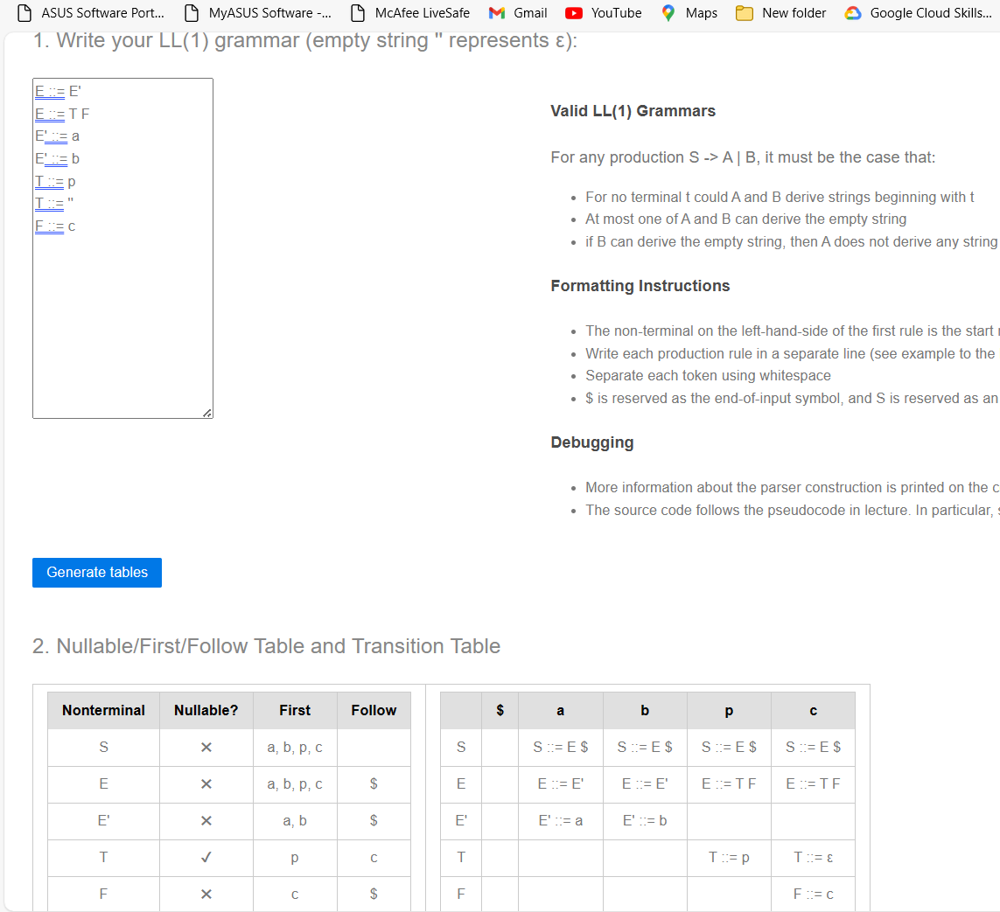 ASUS Software Port... MyASUS Software -... McAfee LiveSafe Gmail YouTube Maps New folder Google Cloud Skills...
1. Write your LL(1) grammar (empty string '' represents ε):
E ::= E'
E ::= T F
E' ::= a
E' ::= b
T ::= p
T ::= ''
F ::= c
Valid LL(1) Grammars
For any production S -> A | B, it must be the case that:
• For no terminal t could A and B derive strings beginning with t
• At most one of A and B can derive the empty string
• if B can derive the empty string, then A does not derive any string
Formatting Instructions
• The non-terminal on the left-hand-side of the first rule is the start
• Write each production rule in a separate line (see example to the
• Separate each token using whitespace
• $ is reserved as the end-of-input symbol, and S is reserved as an
Debugging
• More information about the parser construction is printed on the c
• The source code follows the pseudocode in lecture. In particular, s
Generate tables
2. Nullable/First/Follow Table and Transition Table
Nonterminal Nullable? First Follow
S ✕ a, b, p, c
E ✕ a, b, p, c $
E' ✕ a, b $
T ✓ p c
F ✕ c $
$ a b p c
S S ::= E $ S ::= E $ S ::= E $ S ::= E $
E E ::= E' E ::= E' E ::= T F E ::= T F
E' E' ::= a E' ::= b
T T ::= p T ::= ε
F F ::= c